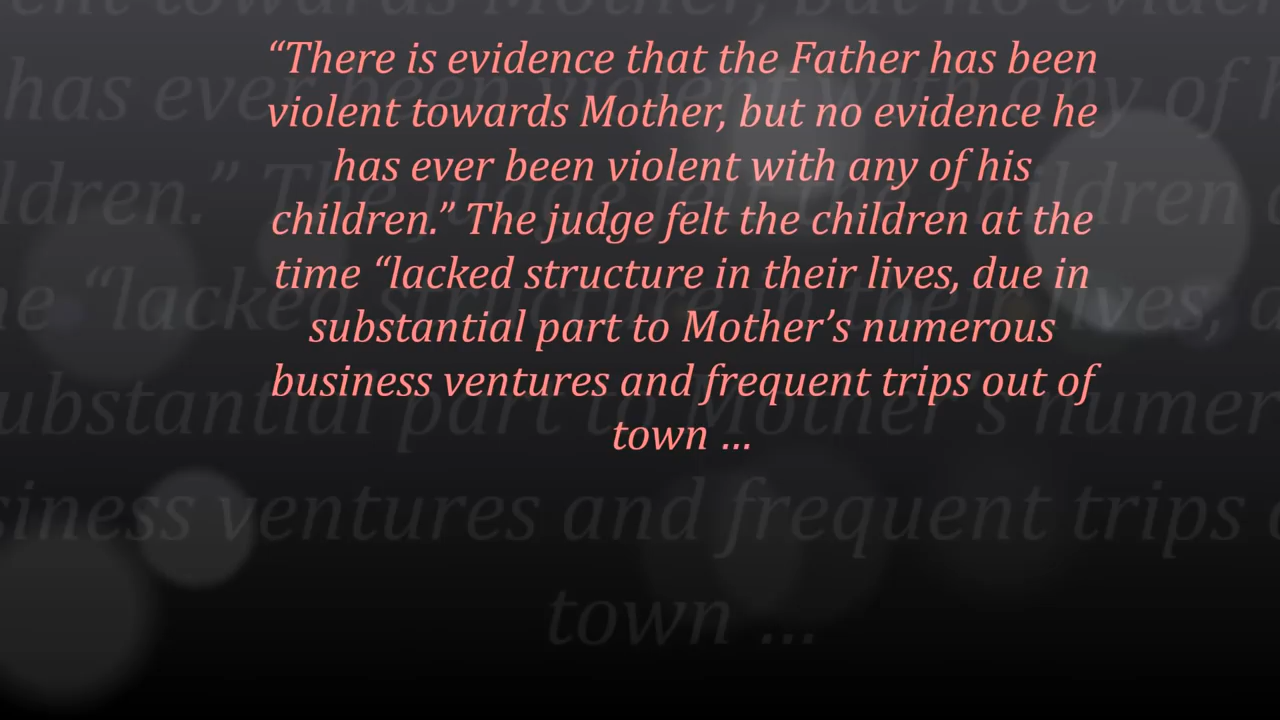 “There is evidence that the Father has been
violent towards Mother, but no evidence he
has ever been violent with any of his
children.” The judge felt the children at the
time “lacked structure in their lives, due in
substantial part to Mother’s numerous
business ventures and frequent trips out of
town ...